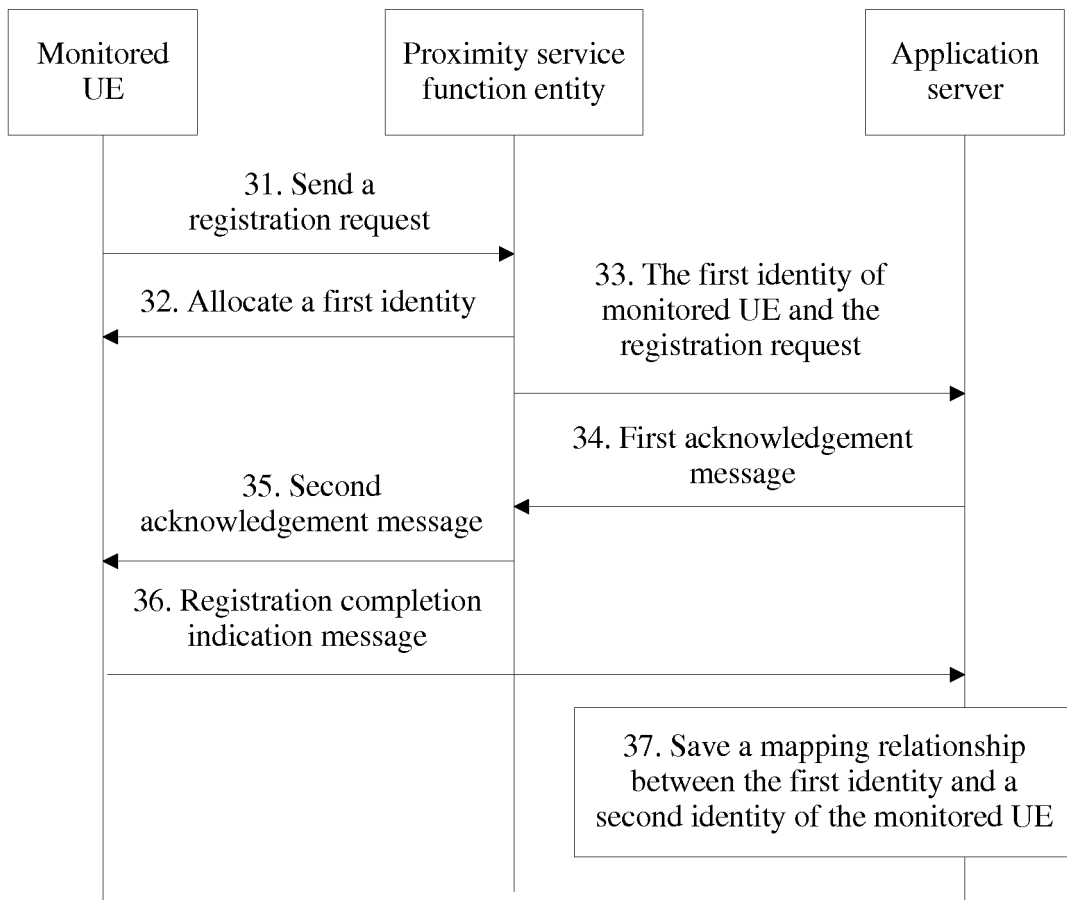 Monitored
UE
Proximity service
function entity
Application
server
31. Send a
registration request
32. Allocate a first identity
33. The first identity of
monitored UE and the
registration request
34. First acknowledgement
message
35. Second
acknowledgement message
36. Registration completion
indication message
37. Save a mapping relationship
between the first identity and a
second identity of the monitored UE